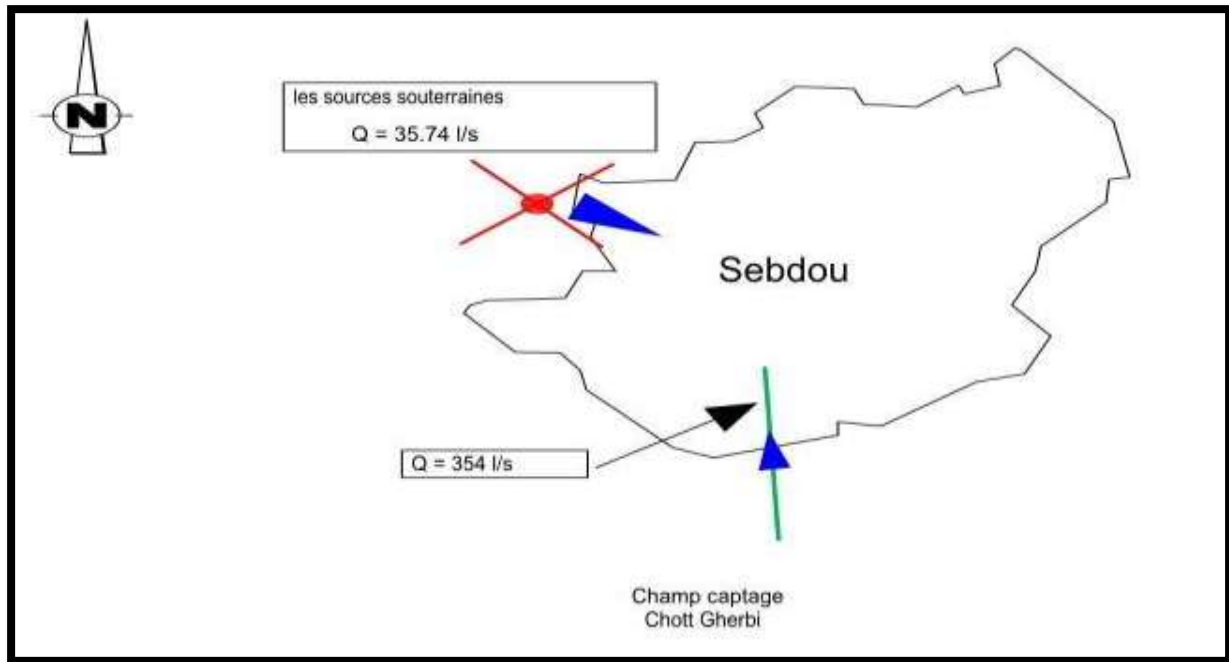 N
les sources souterraines
Q = 35.74 l/s
Sebdou
Q = 354 l/s
Champ captage
Chott Gherbi